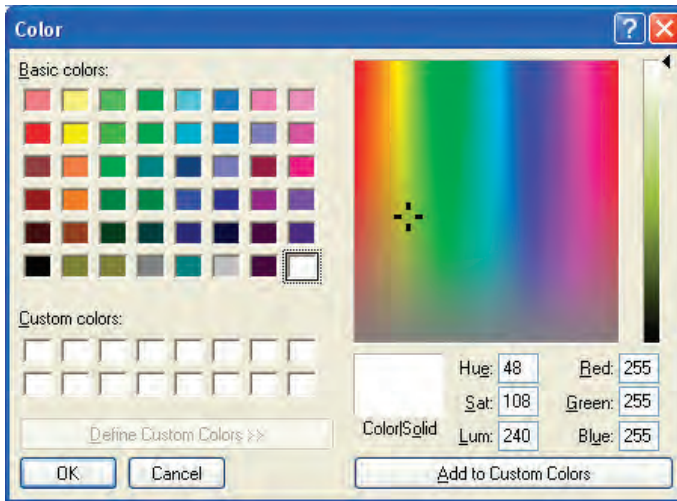 Color
Basic colors:
Custom colors:
Define Custom Colors >>
OK Cancel
Color|Solid
Hue: 48 Red: 255
Sat: 108 Green: 255
Lum: 240 Blue: 255
Add to Custom Colors